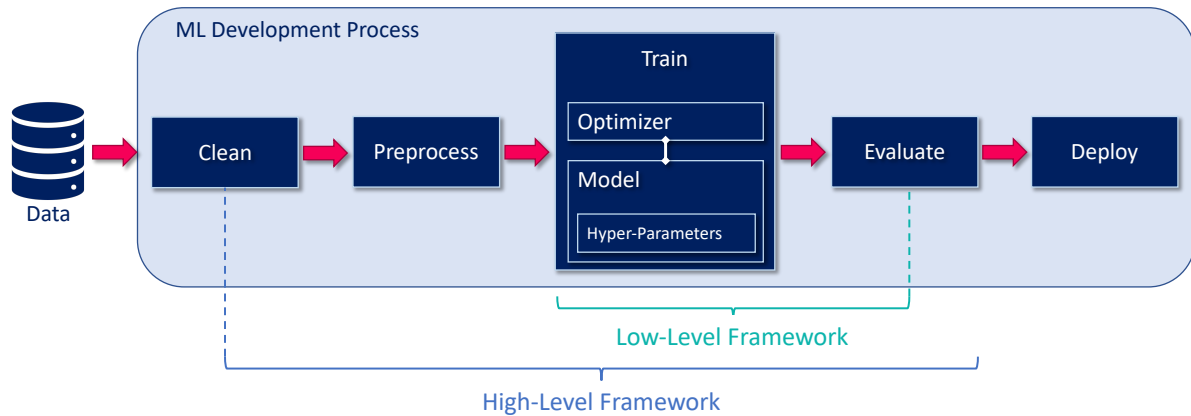 ML Development Process
Data
Clean
Preprocess
Train
Optimizer
Model
Hyper-Parameters
Evaluate
Deploy
Low-Level Framework
High-Level Framework